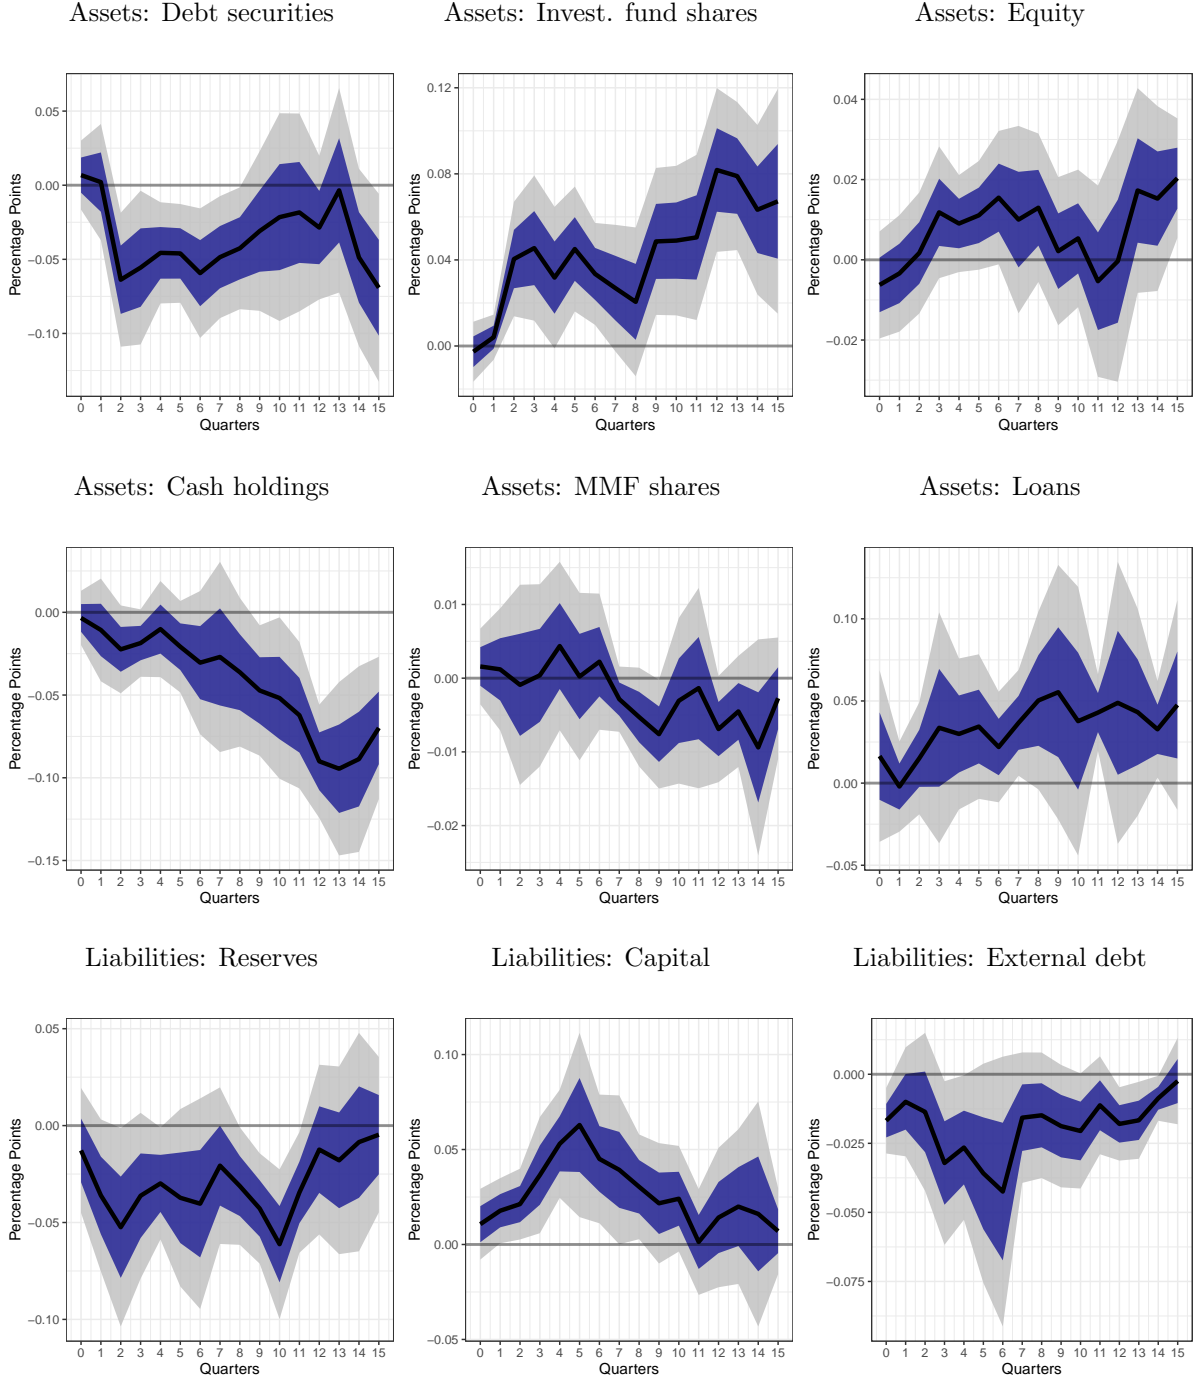 Assets: Debt securities
Assets: Invest. fund shares
Assets: Equity
Percentage Points
0.05
0.00
−0.05
−0.10
0 1 2 3 4 5 6 7 8 9 10 11 12 13 14 15
Quarters
Percentage Points
0.12
0.08
0.04
0.00
0 1 2 3 4 5 6 7 8 9 10 11 12 13 14 15
Quarters
Percentage Points
0.04
0.02
0.00
−0.02
0 1 2 3 4 5 6 7 8 9 10 11 12 13 14 15
Quarters
Assets: Cash holdings
Assets: MMF shares
Assets: Loans
Percentage Points
0.00
−0.05
−0.10
−0.15
0 1 2 3 4 5 6 7 8 9 10 11 12 13 14 15
Quarters
Percentage Points
0.01
0.00
−0.01
−0.02
0 1 2 3 4 5 6 7 8 9 10 11 12 13 14 15
Quarters
Percentage Points
0.10
0.05
0.00
−0.05
0 1 2 3 4 5 6 7 8 9 10 11 12 13 14 15
Quarters
Liabilities: Reserves
Liabilities: Capital
Liabilities: External debt
Percentage Points
0.05
0.00
−0.05
−0.10
0 1 2 3 4 5 6 7 8 9 10 11 12 13 14 15
Quarters
Percentage Points
0.10
0.05
0.00
−0.05
0 1 2 3 4 5 6 7 8 9 10 11 12 13 14 15
Quarters
Percentage Points
0.000
−0.025
−0.050
−0.075
0 1 2 3 4 5 6 7 8 9 10 11 12 13 14 15
Quarters